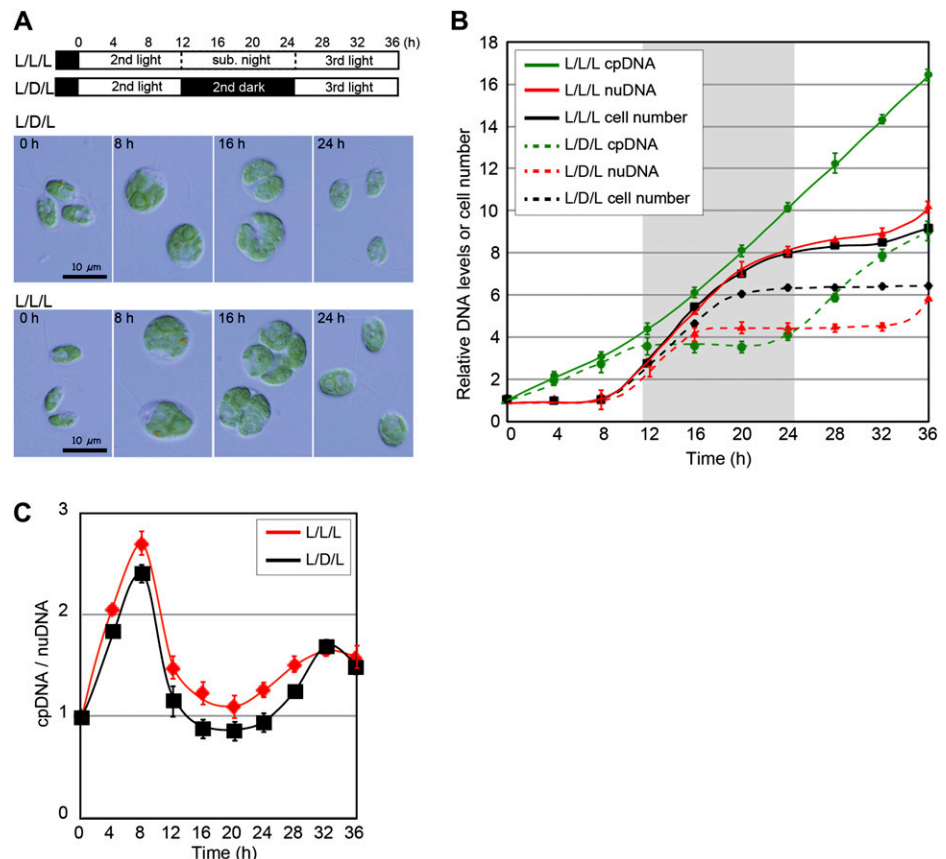 A
0 4 8 12 16 20 24 36 (h)
L/L/L 2nd light sub. night 3rd light
L/D/L 2nd light 2nd dark 3rd light
L/D/L
0 h 8 h 16 h 24 h
10 μm
L/L/L
0 h 8 h 16 h 24 h
10 μm
B
Relative DNA levels or cell number
18
16
14
12
10
8
6
4
2
0
L/L/L cpDNA
L/L/L nuDNA
L/L/L cell number
L/D/L cpDNA
L/D/L nuDNA
L/D/L cell number
0 4 8 12 16 20 24 28 32 36
Time (h)
C
cpDNA / nuDNA
3
2
1
0
L/L/L
L/D/L
0 4 8 12 16 20 24 28 32 36
Time (h)